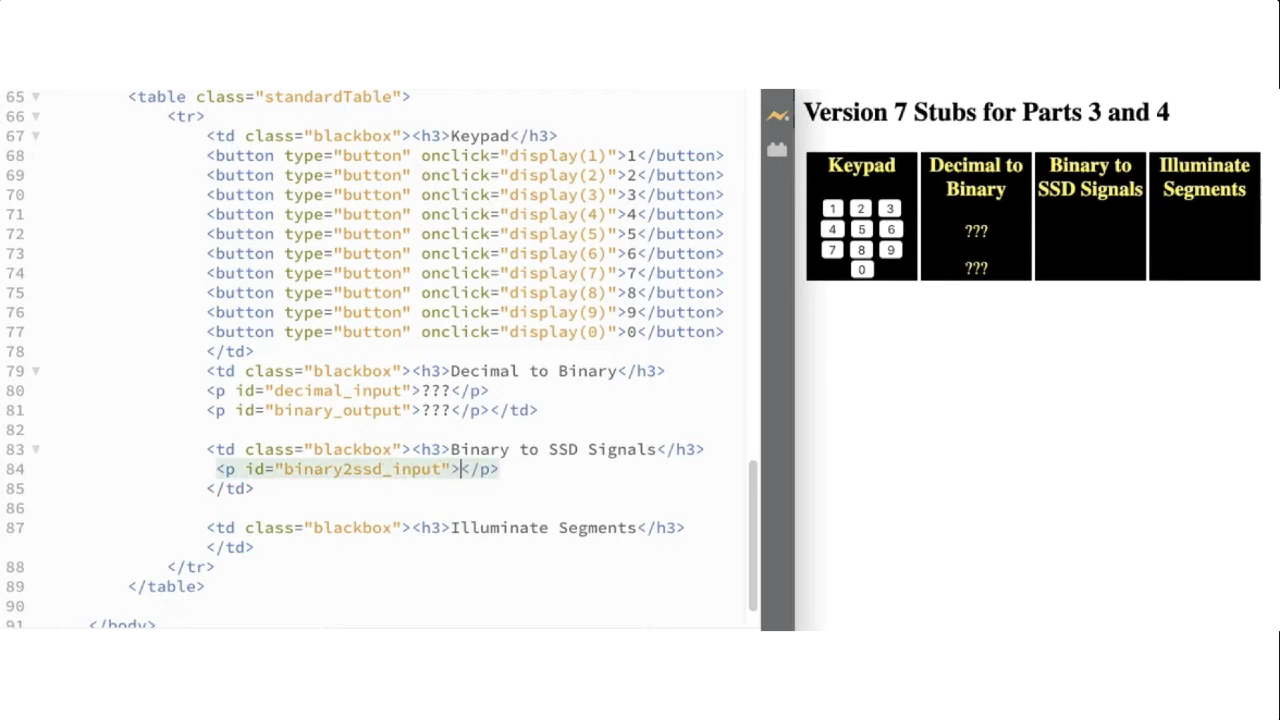 65 <table class="standardTable">
66 <tr>
67 <td class="blackbox"><h3>Keypad</h3>
68 <button type="button" onclick="display(1)">1</button>
69 <button type="button" onclick="display(2)">2</button>
70 <button type="button" onclick="display(3)">3</button>
71 <button type="button" onclick="display(4)">4</button>
72 <button type="button" onclick="display(5)">5</button>
73 <button type="button" onclick="display(6)">6</button>
74 <button type="button" onclick="display(7)">7</button>
75 <button type="button" onclick="display(8)">8</button>
76 <button type="button" onclick="display(9)">9</button>
77 <button type="button" onclick="display(0)">0</button>
78 </td>
79 <td class="blackbox"><h3>Decimal to Binary</h3>
80 <p id="decimal_input">???</p>
81 <p id="binary_output">???</p></td>
82
83 <td class="blackbox"><h3>Binary to SSD Signals</h3>
84 <p id="binary2ssd_input"></p>
85 </td>
86
87 <td class="blackbox"><h3>Illuminate Segments</h3>
</td>
88 </tr>
89 </table>
90
91 </body>
Version 7 Stubs for Parts 3 and 4
Keypad
1 2 3
4 5 6
7 8 9
0
Decimal to
Binary
???
???
Binary to
SSD Signals
Illuminate
Segments